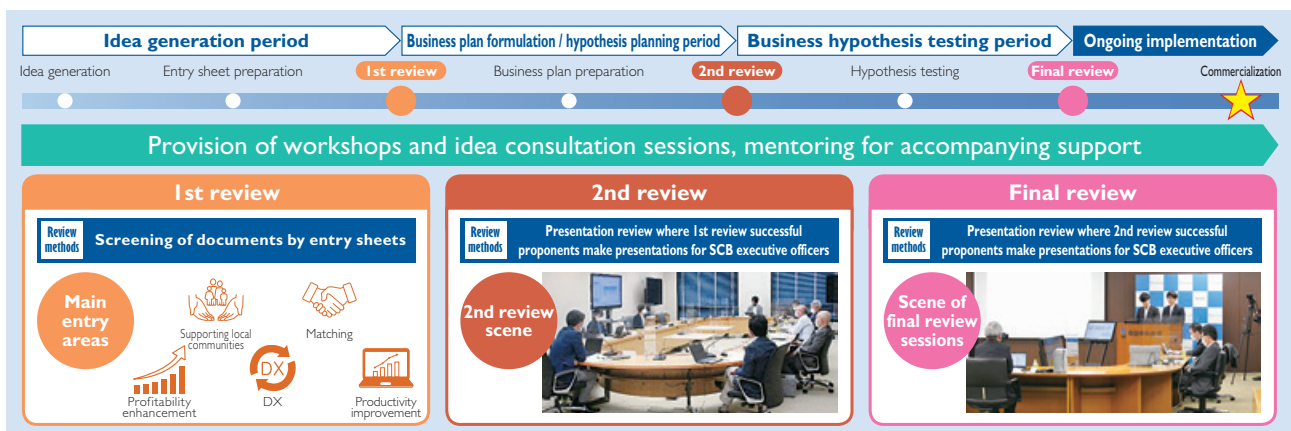 Idea generation period
Business plan formulation / hypothesis planning period
Business hypothesis testing period
Ongoing implementation
Idea generation
Entry sheet preparation
1st review
Business plan preparation
2nd review
Hypothesis testing
Final review
Commercialization
Provision of workshops and idea consultation sessions, mentoring for accompanying support
1st review
Review
methods
Screening of documents by entry sheets
Main
entry
areas
Supporting local
communities
Matching
Profitability
enhancement
DX
DX
Productivity
improvement
2nd review
Review
methods
Presentation review where 1st review successful
proponents make presentations for SCB executive officers
2nd review
scene
Final review
Review
methods
Presentation review where 2nd review successful
proponents make presentations for SCB executive officers
Scene of
final review
sessions